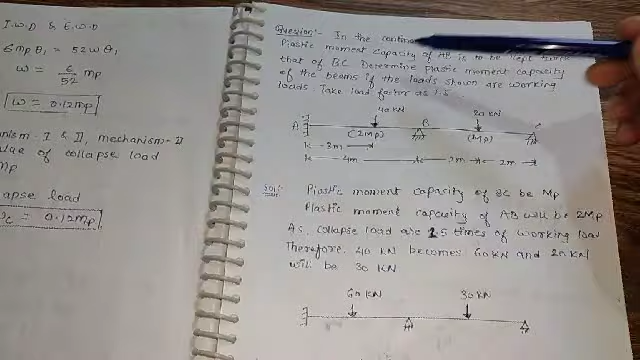 I.W.D & E.W.D
6mp θ₁ = 52w θ₁
w = 6/52 mp
w = 0.12mp
anism - I & II, mechanism - II
lue of collapse load
mp
lapse load
c = 0.12mp
Question:- In the contin
Plastic moment capacity of AB is to be kept
that of BC. Determine plastic moment capacity
of the beams if the loads shown are working
loads. Take load factor as 1.5
40 KN
20 KN
A
B
(2Mp)
(Mp)
3m
4m
2m
2m
Sol:-
Plastic moment capacity of BC be Mp
Plastic moment capacity of AB will be 2Mp
As collapse load are 1.5 times of working load
Therefore 40 KN becomes 60 KN and 20 KN
will be 30 KN
60 KN
30 KN